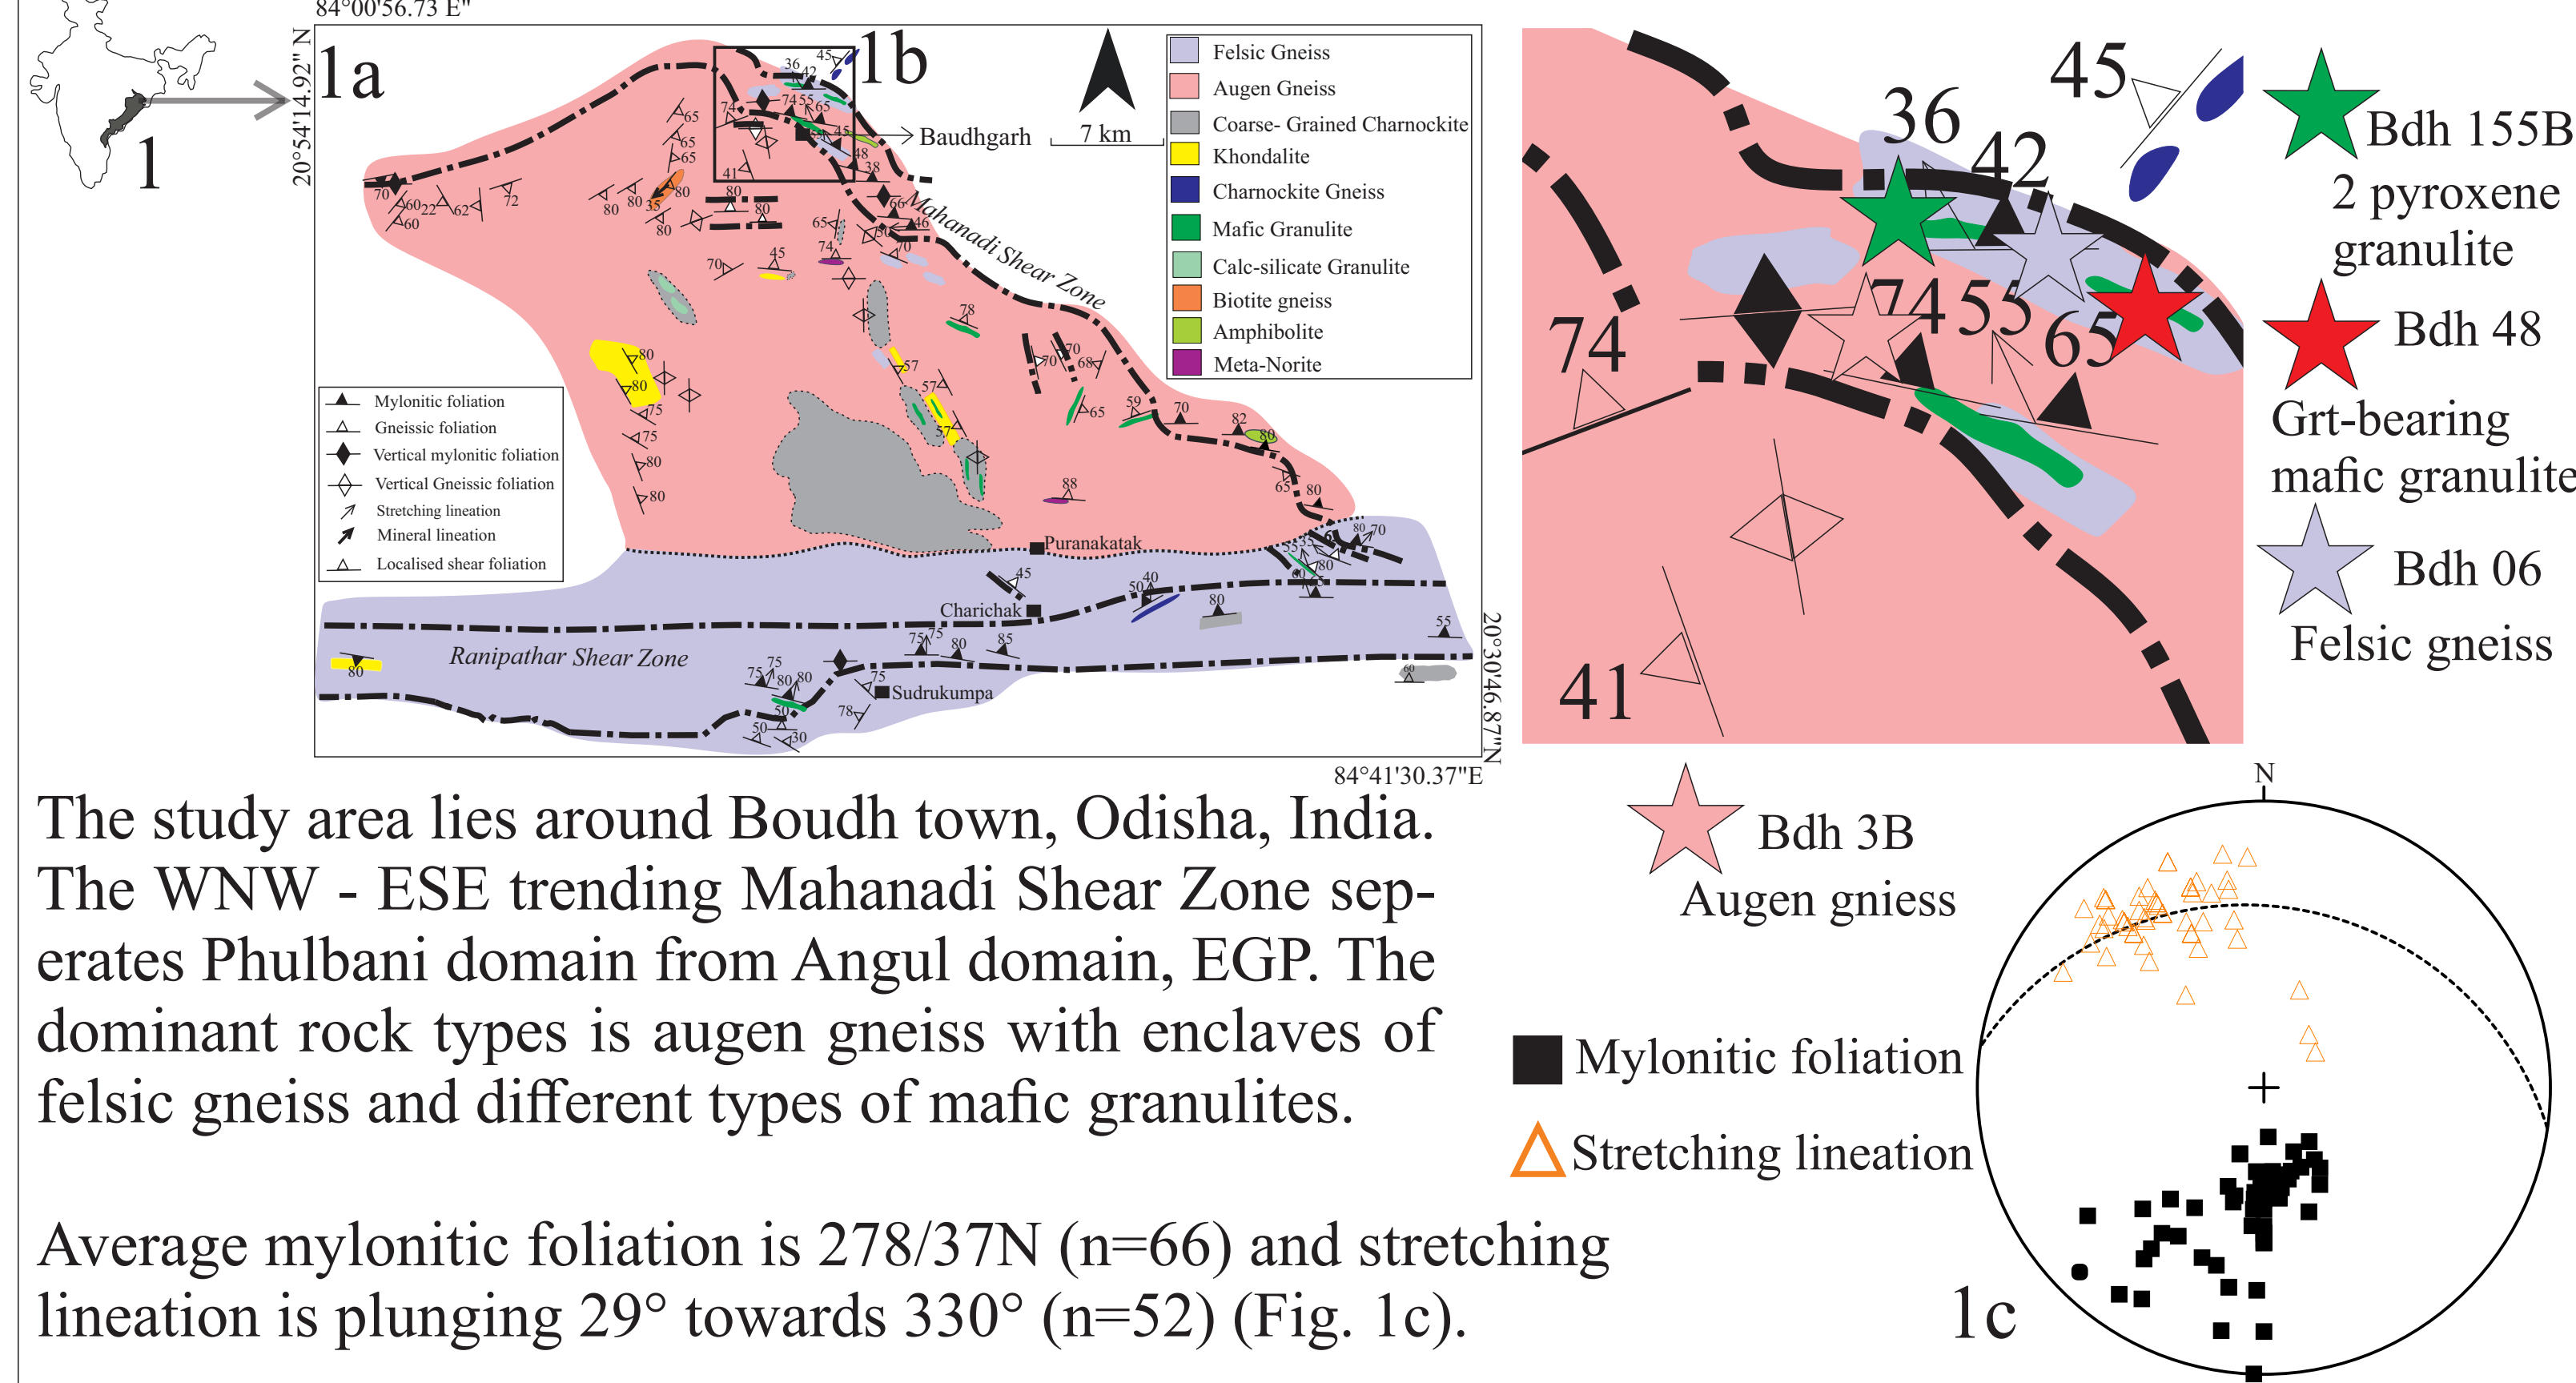 84°00'56.73 E"
20°54'14.92" N
1
1a
1b
Baudhgarh
7 km
Mahanadi Shear Zone
Felsic Gneiss
Augen Gneiss
Coarse- Grained Charnockite
Khondalite
Charnockite Gneiss
Mafic Granulite
Calc-silicate Granulite
Biotite gneiss
Amphibolite
Meta-Norite
Mylonitic foliation
Gneissic foliation
Vertical mylonitic foliation
Vertical Gneissic foliation
Stretching lineation
Mineral lineation
Localised shear foliation
Puranakatak
Charichak
Ranipathar Shear Zone
Sudrukumpa
20°30'46.87"N
84°41'30.37"E
45
36
42
74
55
65
74
41
Bdh 155B
2 pyroxene
granulite
Bdh 48
Grt-bearing
mafic granulite
Bdh 06
Felsic gneiss
Bdh 3B
Augen gniess
The study area lies around Boudh town, Odisha, India.
The WNW - ESE trending Mahanadi Shear Zone sep-
erates Phulbani domain from Angul domain, EGP. The
dominant rock types is augen gneiss with enclaves of
felsic gneiss and different types of mafic granulites.
Average mylonitic foliation is 278/37N (n=66) and stretching
lineation is plunging 29° towards 330° (n=52) (Fig. 1c).
N
Mylonitic foliation
Stretching lineation
1c